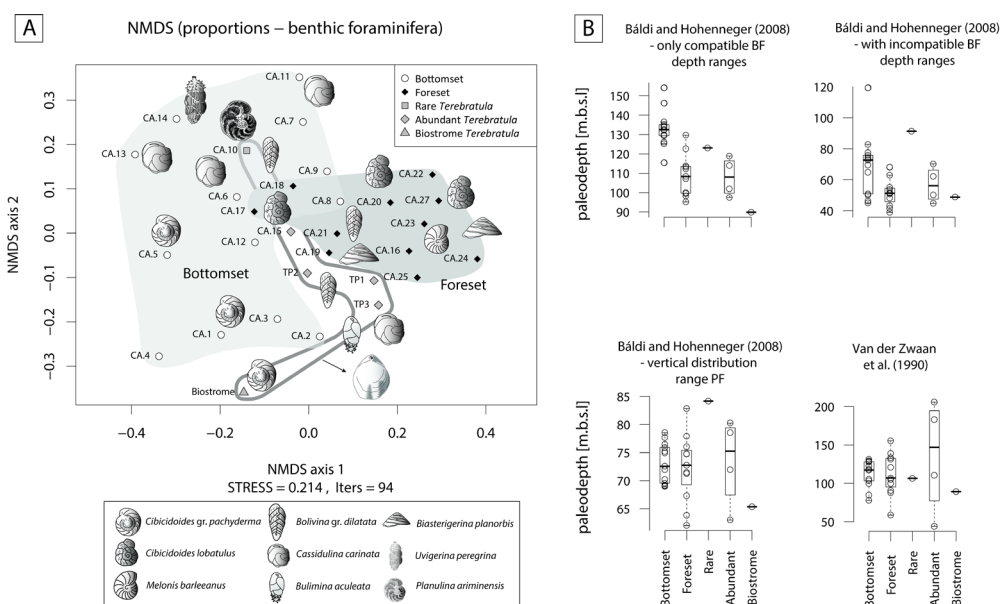 A
NMDS (proportions – benthic foraminifera)
NMDS axis 2
0.3
0.2
0.1
0.0
−0.1
−0.2
−0.3
−0.4
−0.2
0.0
0.2
0.4
Bottomset
Foreset
Rare Terebratula
Abundant Terebratula
Biostrome Terebratula
CA.11
CA.14
CA.7
CA.13
CA.10
CA.9
CA.22
CA.18
CA.6
CA.8
CA.20
CA.27
CA.17
CA.23
CA.15
CA.21
CA.12
CA.5
CA.19
CA.16
CA.24
Bottomset
TP2
TP1
CA.25
Foreset
TP3
CA.3
CA.1
CA.2
CA.4
Biostrome
NMDS axis 1
STRESS = 0.214 , Iters = 94
Cibicidoides gr. pachyderma
Bolivina gr. dilatata
Biasterigerina planorbis
Cibicidoides lobatulus
Cassidulina carinata
Uvigerina peregrina
Melonis barleeanus
Bulimina aculeata
Planulina ariminensis
B
Báldi and Hohenneger (2008)
- only compatible BF
depth ranges
paleodepth [m.b.s.l]
150
140
130
120
110
100
90
Báldi and Hohenneger (2008)
- with incompatible BF
depth ranges
120
100
80
60
40
Báldi and Hohenneger (2008)
- vertical distribution
range PF
paleodepth [m.b.s.l]
85
80
75
70
65
Bottomset
Foreset
Rare
Abundant
Biostrome
Van der Zwaan
et al. (1990)
200
150
100
50
Bottomset
Foreset
Rare
Abundant
Biostrome